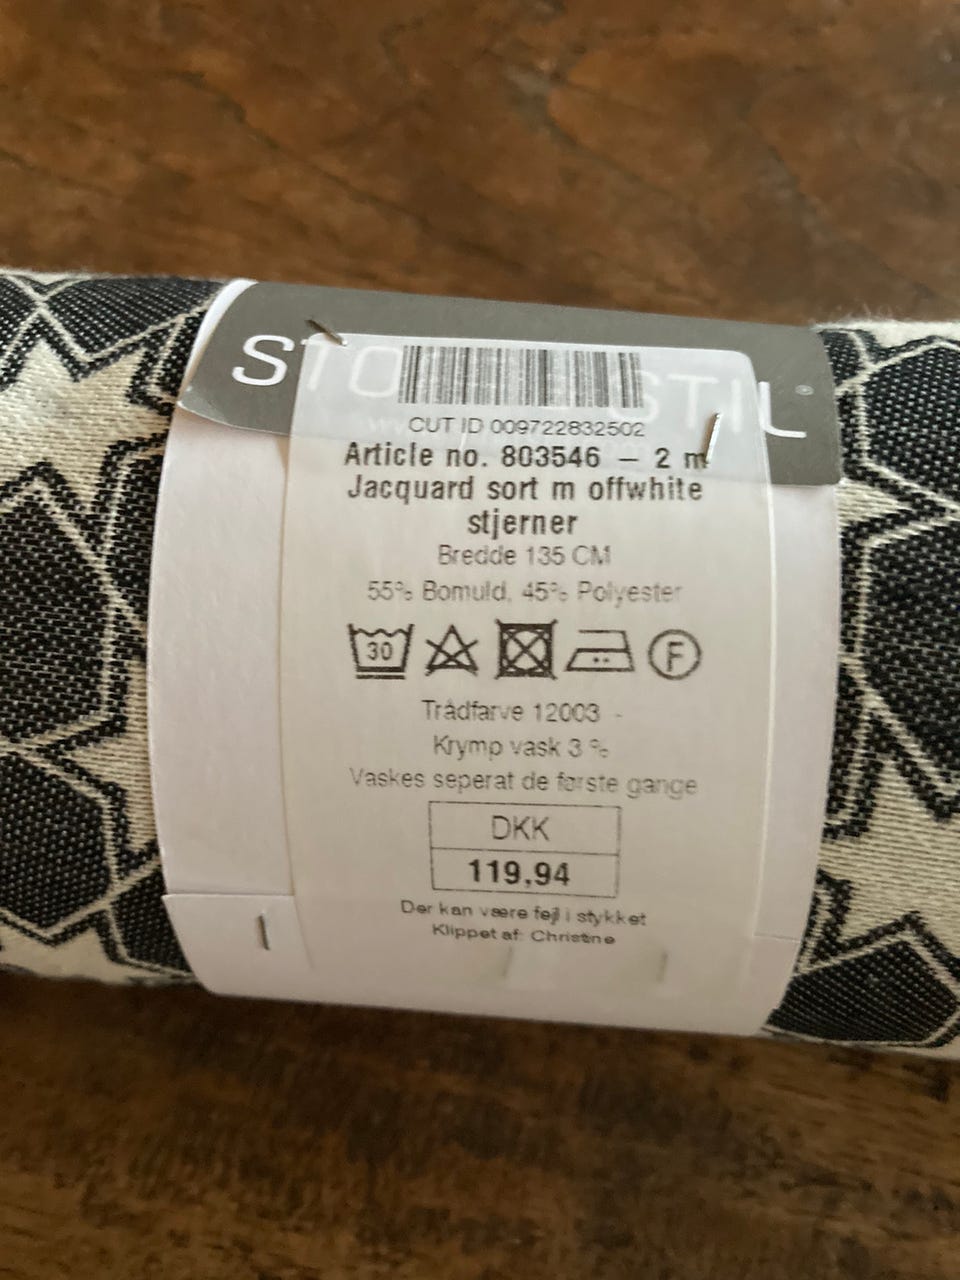 STO STIL
CUT ID 009722832502
Article no. 803546 – 2 m
Jacquard sort m offwhite
stjerner
Bredde 135 CM
55% Bomuld, 45% Polyester
30 F
Trådfarve 12003 -
Krymp vask 3 %
Vaskes seperat de første gange
DKK
119,94
Der kan være fejl i stykket
Klippet af: Christine